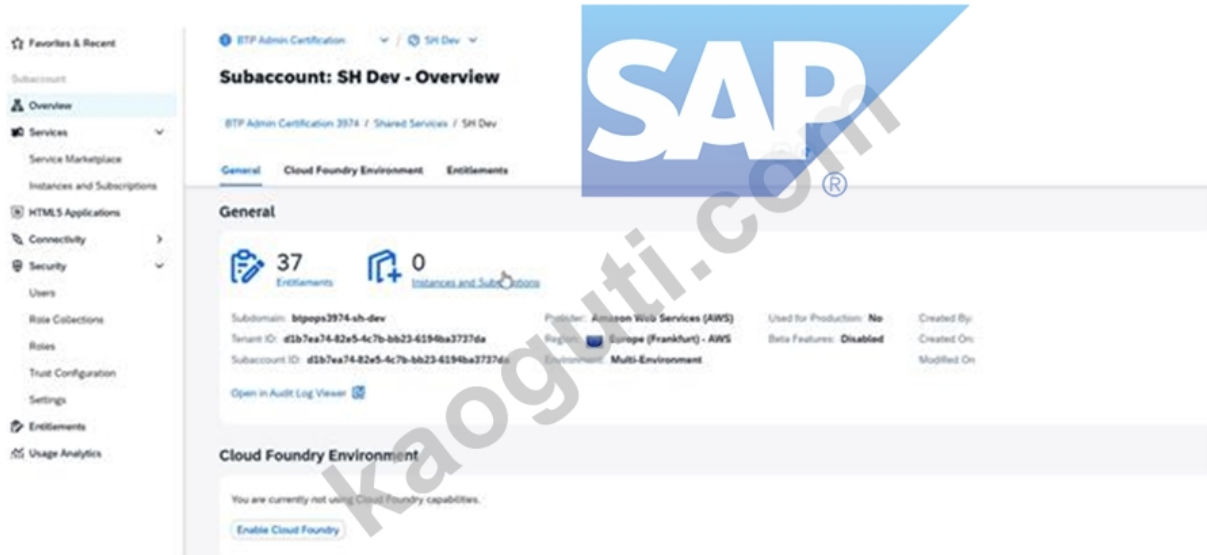 Favorites & Recent
Subaccount
Overview
Services
Service Marketplace
Instances and Subscriptions
HTML5 Applications
Connectivity
Security
Users
Role Collections
Roles
Trust Configuration
Settings
Entitlements
Usage Analytics
BTP Admin Certification / SH Dev
Subaccount: SH Dev - Overview
BTP Admin Certification 3974 / Shared Services / SH Dev
General Cloud Foundry Environment Entitlements
SAP ®
General
37 Entitlements
0 Instances and Subscriptions
Subdomain: btpops3974-sh-dev Provider: Amazon Web Services (AWS) Used for Production: No Created By:
Tenant ID: d1b7ea74-82e5-4c7b-bb23-6194ba3737da Region: Europe (Frankfurt) - AWS Beta Features: Disabled Created On:
Subaccount ID: d1b7ea74-82e5-4c7b-bb23-6194ba3737da Environment: Multi-Environment Modified On:
Open in Audit Log Viewer
Cloud Foundry Environment
You are currently not using Cloud Foundry capabilities.
Enable Cloud Foundry
kaoguti.com